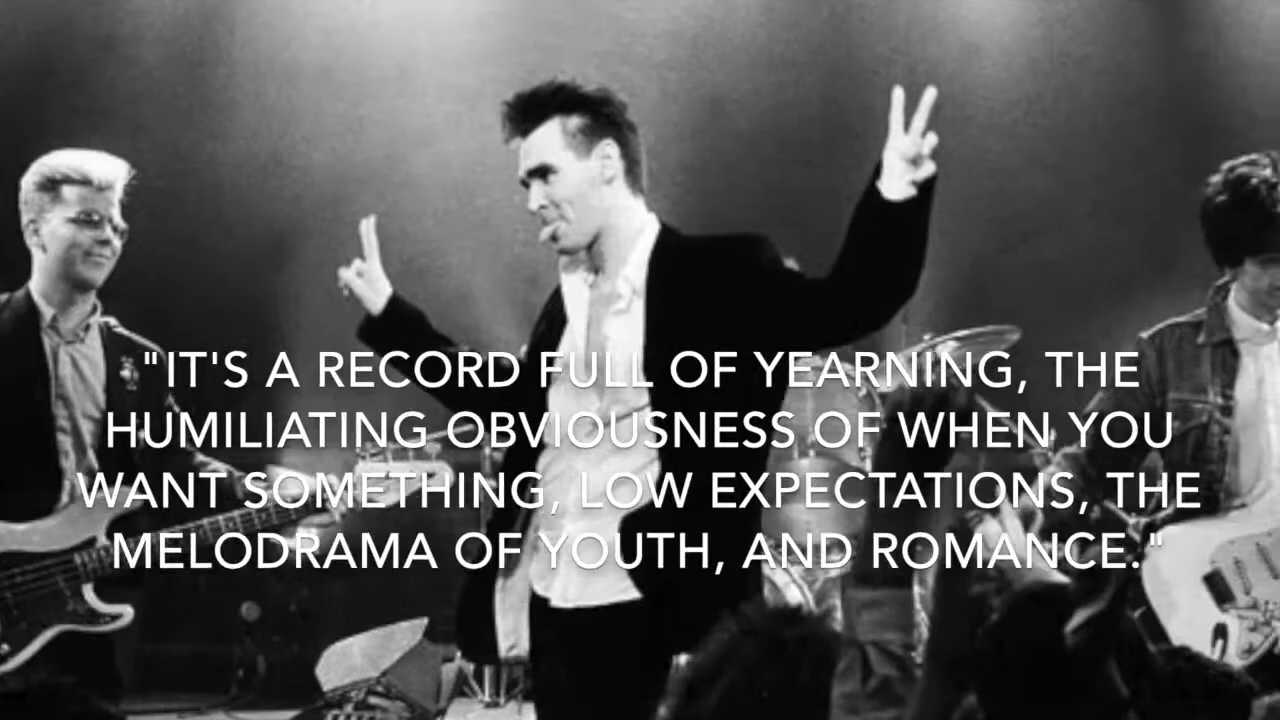 "IT'S A RECORD FULL OF YEARNING, THE
HUMILIATING OBVIOUSNESS OF WHEN YOU
WANT SOMETHING, LOW EXPECTATIONS, THE
MELODRAMA OF YOUTH, AND ROMANCE."